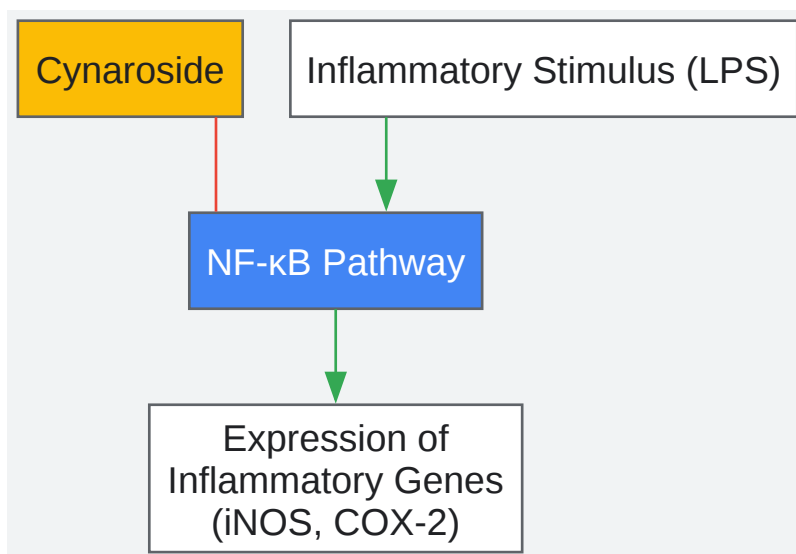 Cynaroside
Inflammatory Stimulus (LPS)
NF-κB Pathway
Expression of
Inflammatory Genes
(iNOS, COX-2)